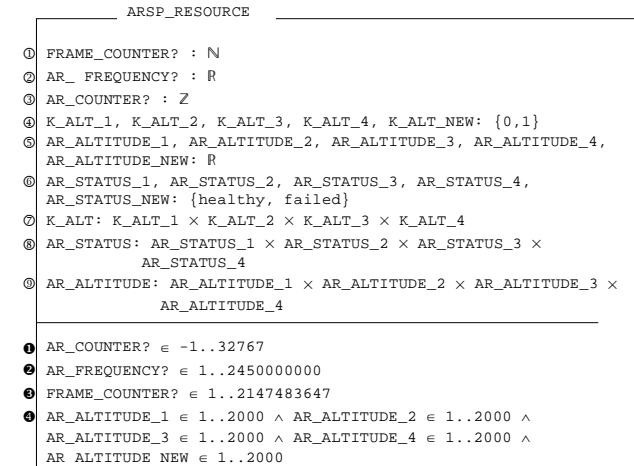 ARSP_RESOURCE
① FRAME_COUNTER? : ℕ
② AR_ FREQUENCY? : ℝ
③ AR_COUNTER? : ℤ
④ K_ALT_1, K_ALT_2, K_ALT_3, K_ALT_4, K_ALT_NEW: {0,1}
⑤ AR_ALTITUDE_1, AR_ALTITUDE_2, AR_ALTITUDE_3, AR_ALTITUDE_4,
AR_ALTITUDE_NEW: ℝ
⑥ AR_STATUS_1, AR_STATUS_2, AR_STATUS_3, AR_STATUS_4,
AR_STATUS_NEW: {healthy, failed}
⑦ K_ALT: K_ALT_1 × K_ALT_2 × K_ALT_3 × K_ALT_4
⑧ AR_STATUS: AR_STATUS_1 × AR_STATUS_2 × AR_STATUS_3 ×
AR_STATUS_4
⑨ AR_ALTITUDE: AR_ALTITUDE_1 × AR_ALTITUDE_2 × AR_ALTITUDE_3 ×
AR_ALTITUDE_4
❶ AR_COUNTER? ∈ -1..32767
❷ AR_FREQUENCY? ∈ 1..2450000000
❸ FRAME_COUNTER? ∈ 1..2147483647
❹ AR_ALTITUDE_1 ∈ 1..2000 ∧ AR_ALTITUDE_2 ∈ 1..2000 ∧
AR_ALTITUDE_3 ∈ 1..2000 ∧ AR_ALTITUDE_4 ∈ 1..2000 ∧
AR_ALTITUDE_NEW ∈ 1..2000